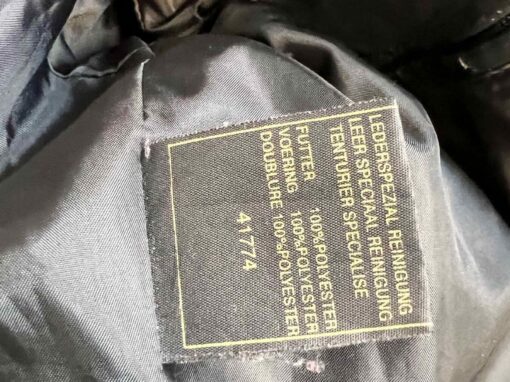 LEDERSPEZIAL REINIGUNG
LEER SPECIAAL REINIGUNG
TENTURIER SPECIALISE
FUTTER 100%POLYESTER
VOERING 100%POLYESTER
DOUBLURE 100%POLYESTER
41774